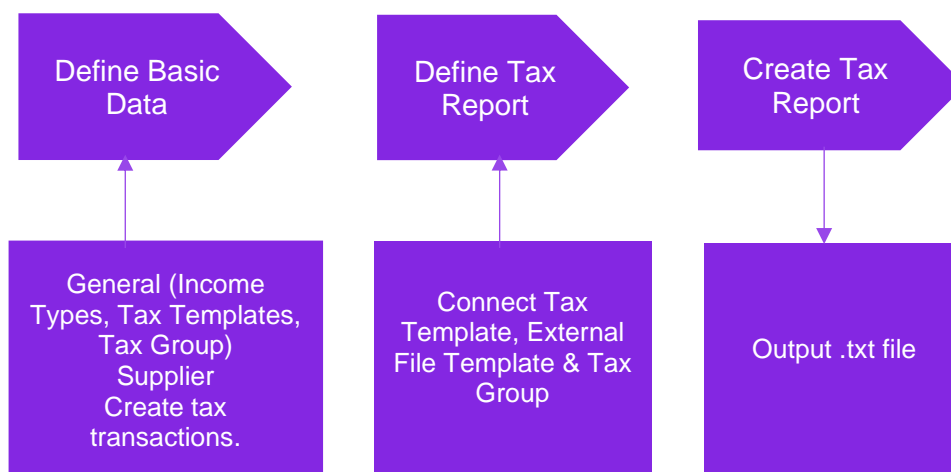 Define Basic
Data
Define Tax
Report
Create Tax
Report
General (Income
Types, Tax Templates,
Tax Group)
Supplier
Create tax
transactions.
Connect Tax
Template, External
File Template & Tax
Group
Output .txt file